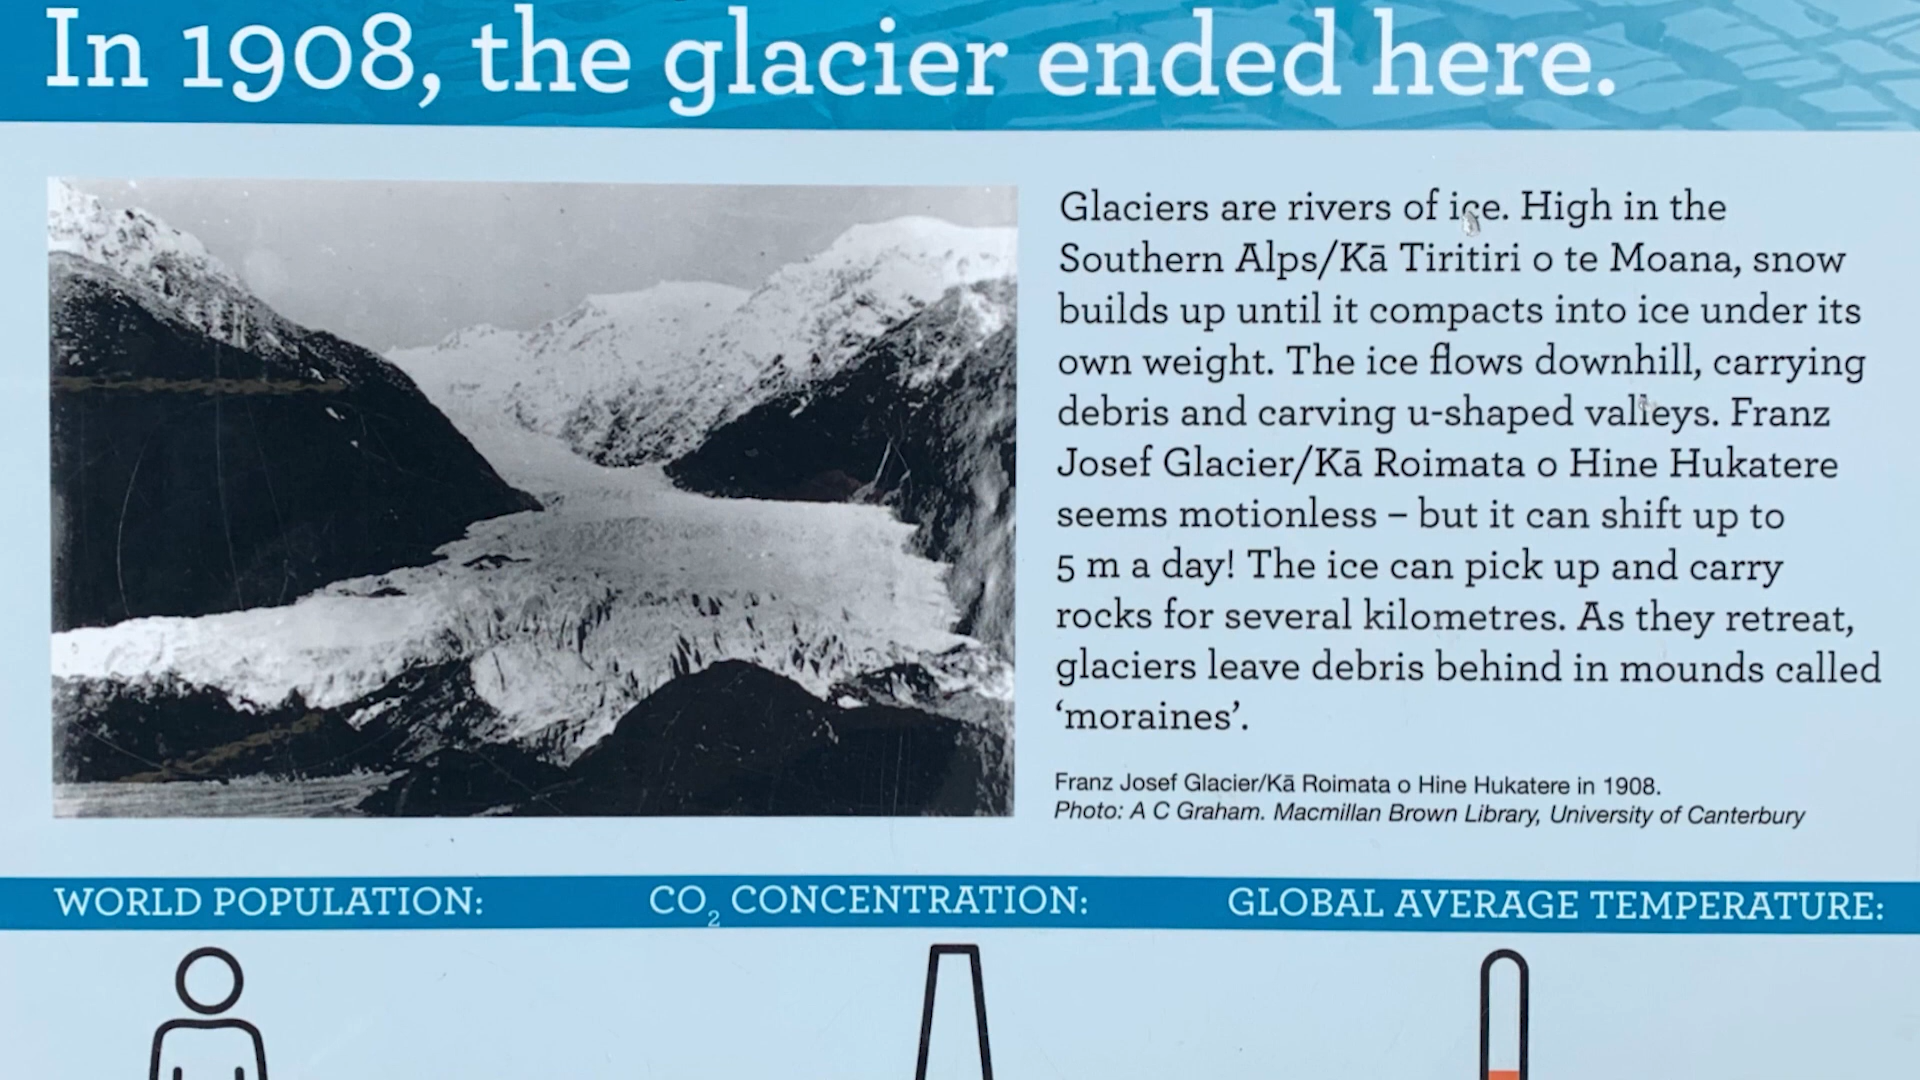 In 1908, the glacier ended here.
Glaciers are rivers of ice. High in the
Southern Alps/Kā Tiritiri o te Moana, snow
builds up until it compacts into ice under its
own weight. The ice flows downhill, carrying
debris and carving u-shaped valleys. Franz
Josef Glacier/Kā Roimata o Hine Hukatere
seems motionless – but it can shift up to
5 m a day! The ice can pick up and carry
rocks for several kilometres. As they retreat,
glaciers leave debris behind in mounds called
‘moraines’.
Franz Josef Glacier/Kā Roimata o Hine Hukatere in 1908.
Photo: A C Graham. Macmillan Brown Library, University of Canterbury
WORLD POPULATION:
CO₂ CONCENTRATION:
GLOBAL AVERAGE TEMPERATURE: